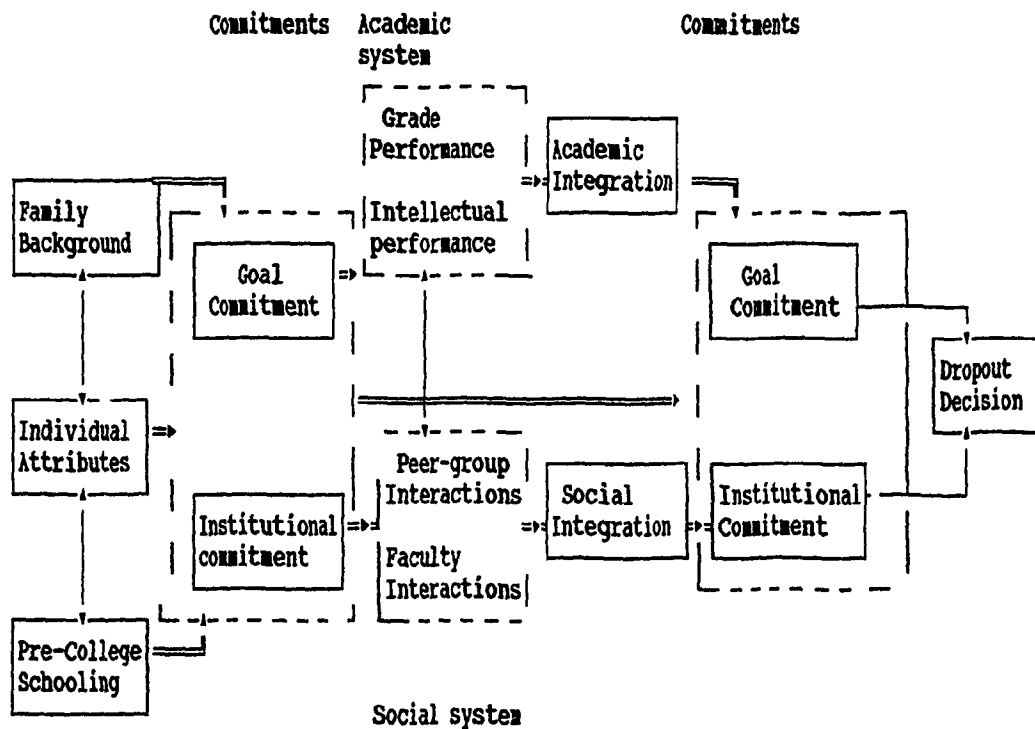 Commitments
Academic
system
Commitments
Grade
Performance
Intellectual
performance
Academic
Integration
Family
Background
Goal
Commitment
Goal
Commitment
Dropout
Decision
Individual
Attributes
Peer-group
Interactions
Faculty
Interactions
Social
Integration
Institutional
commitment
Institutional
Commitment
Pre-College
Schooling
Social system